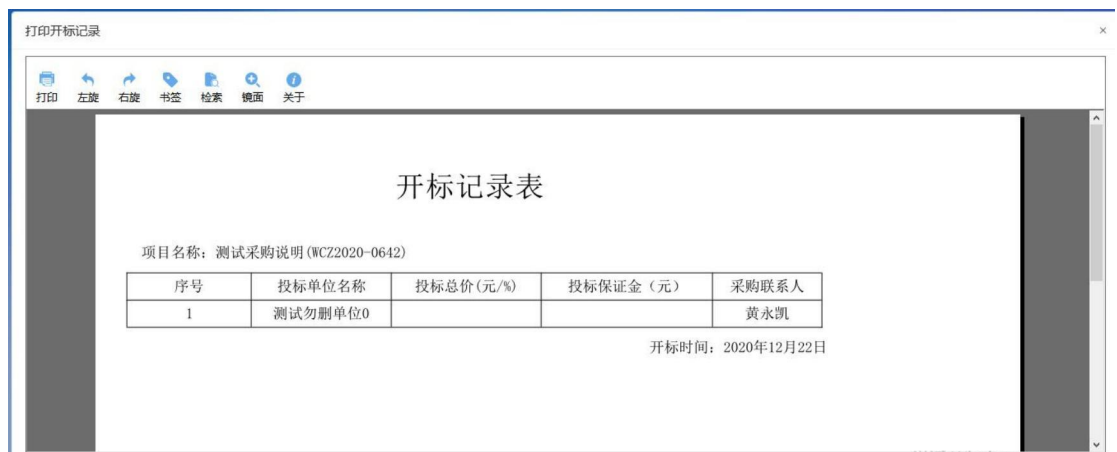 打印开标记录 ×
打印 左旋 右旋 书签 检索 镜面 关于
开标记录表
项目名称：测试采购说明(WCZ2020-0642)
序号 投标单位名称 投标总价(元/%) 投标保证金（元） 采购联系人
1 测试勿删单位0 黄永凯
开标时间：2020年12月22日